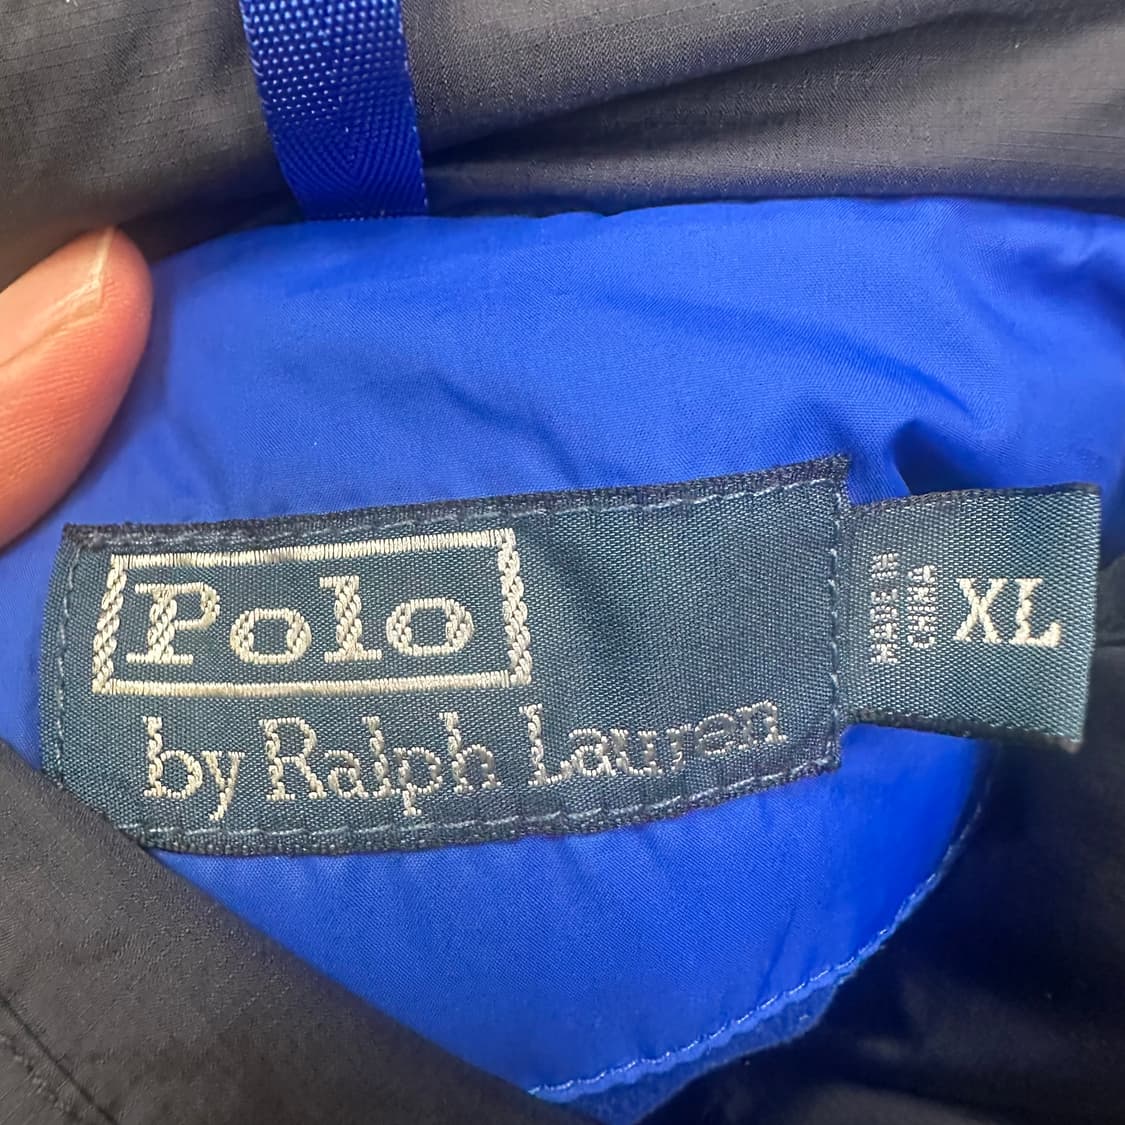 Polo
by Ralph Lauren
MADE IN
CHINA
XL